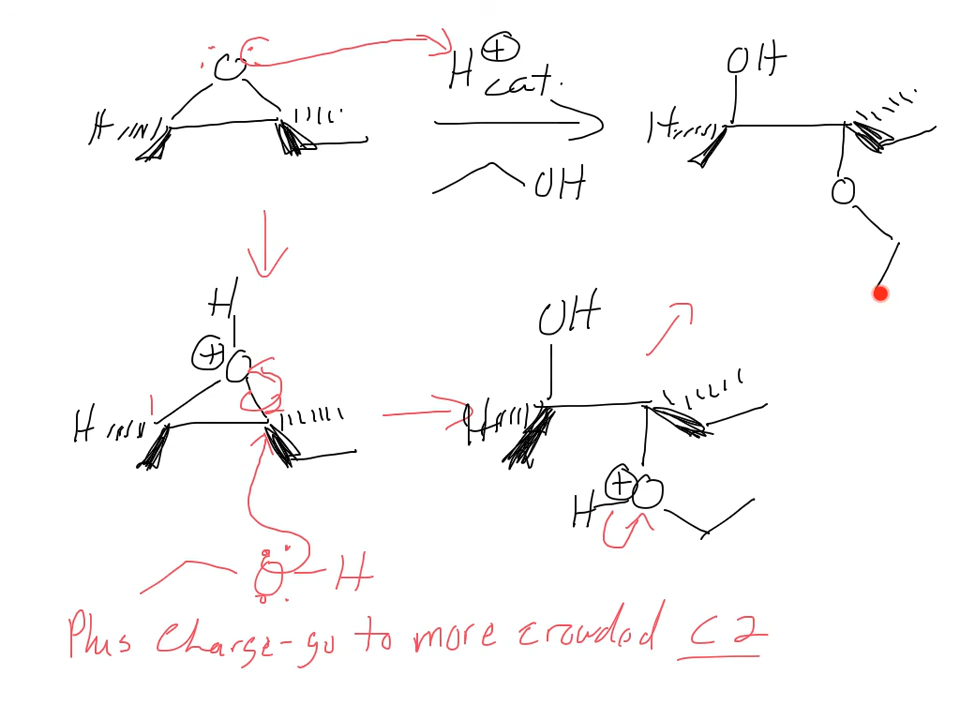 O H⊕ cat. OH
H H
OH O
H
⊕ O OH
H H
H ⊕ O
O-H
Plus charge-go to more crowded C2